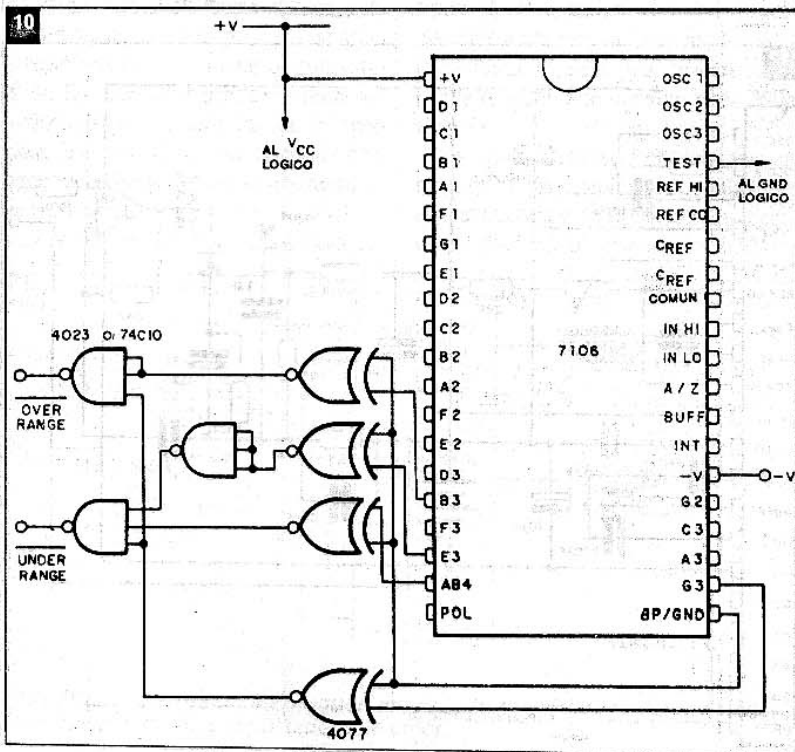 10
+V
AL VCC
LOGICO
+V
D1
C1
B1
A1
F1
G1
E1
D2
C2
B2
A2
F2
E2
D3
B3
F3
E3
AB4
POL
7106
OSC 1
OSC2
OSC3
TEST
REF HI
REF CO
CREF
CREF
COMUN
IN HI
IN LO
A/Z
BUFF
INT
-V
G2
C3
A3
G3
BP/GND
AL GND
LOGICO
-V
4023 or 74C10
OVER
RANGE
UNDER
RANGE
4077